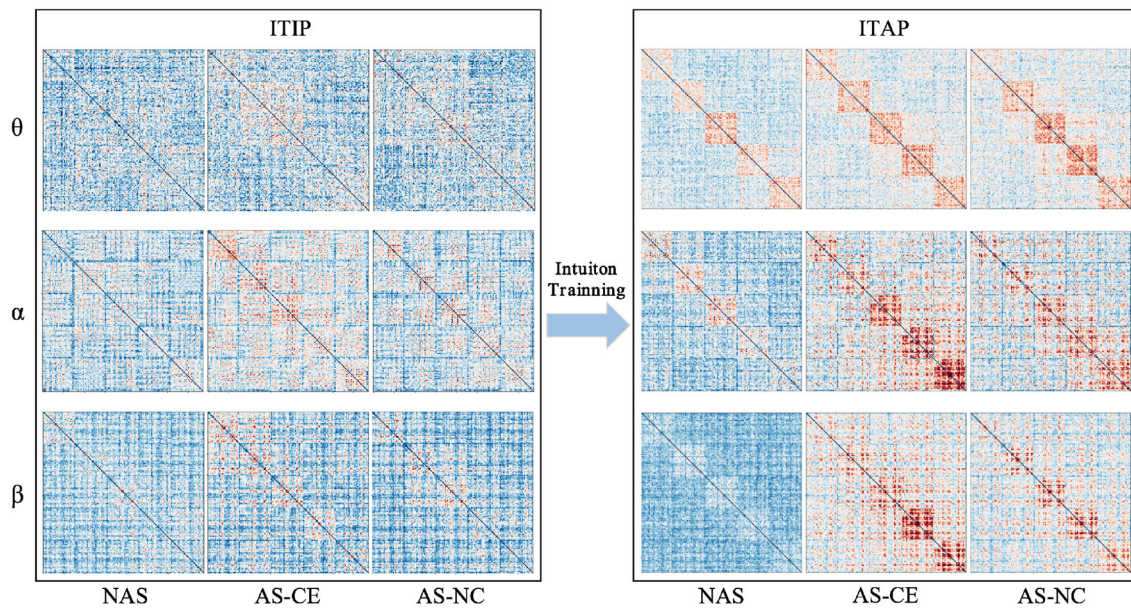 ITIP
ITAP
θ
α
β
Intuiton
Trainning
NAS
AS-CE
AS-NC
NAS
AS-CE
AS-NC